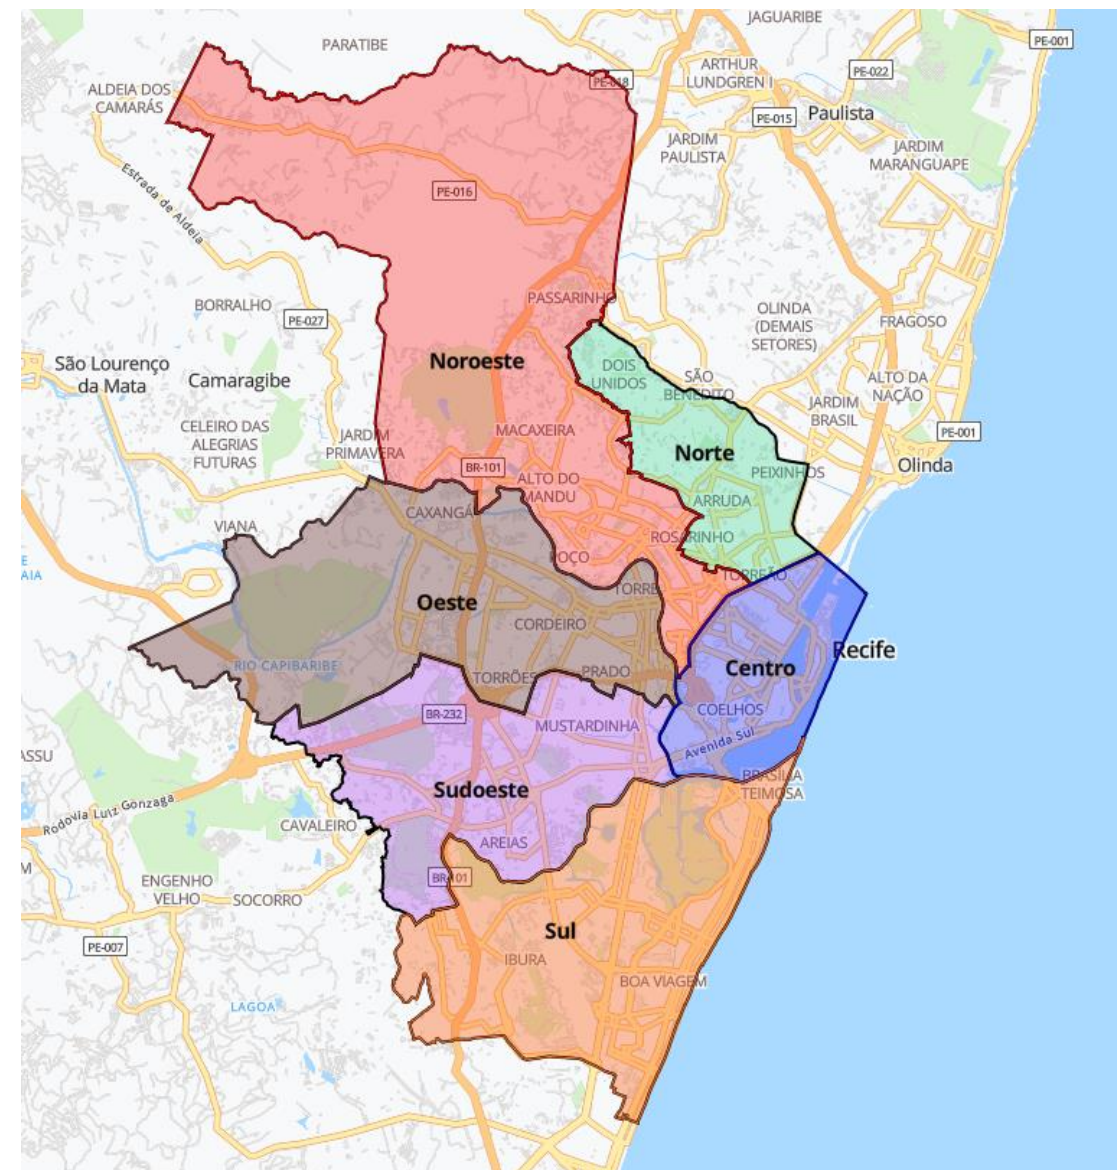 JAGUARIBE
PE-001
PARATIBE
ARTHUR
LUNDGREN I
PE-022
PE-018
ALDEIA DOS
CAMARÁS
PE-015
Paulista
JARDIM
PAULISTA
JARDIM
MARANGUAPE
Estrada de Aldeia
PE-016
PASSARINHO
BORRALHO
PE-027
OLINDA
(DEMAIS
SETORES)
FRAGOSO
São Lourenço
da Mata
Camaragibe
Noroeste
DOIS
UNIDOS
SÃO
BENEDITO
ALTO DA
NAÇÃO
JARDIM
BRASIL
PE-001
CELEIRO DAS
ALEGRIAS
FUTURAS
JARDIM
PRIMAVERA
MACAXEIRA
Norte
PEIXINHOS
Olinda
BR-101
ALTO DO
MANDU
ARRUDA
CAXANGÁ
VIANA
ROSARINHO
POÇO
TORREÃO
E
AIA
TORRE
Oeste
CORDEIRO
Recife
RIO CAPIBARIBE
TORRÕES
PRADO
Centro
COELHOS
BR-232
MUSTARDINHA
Avenida Sul
ASSU
BRASÍLIA
TEIMOSA
Sudoeste
Rodovia Luiz Gonzaga
CAVALEIRO
AREIAS
M
ENGENHO
VELHO
SOCORRO
BR-101
Sul
PE-007
IBURA
BOA VIAGEM
LAGOA